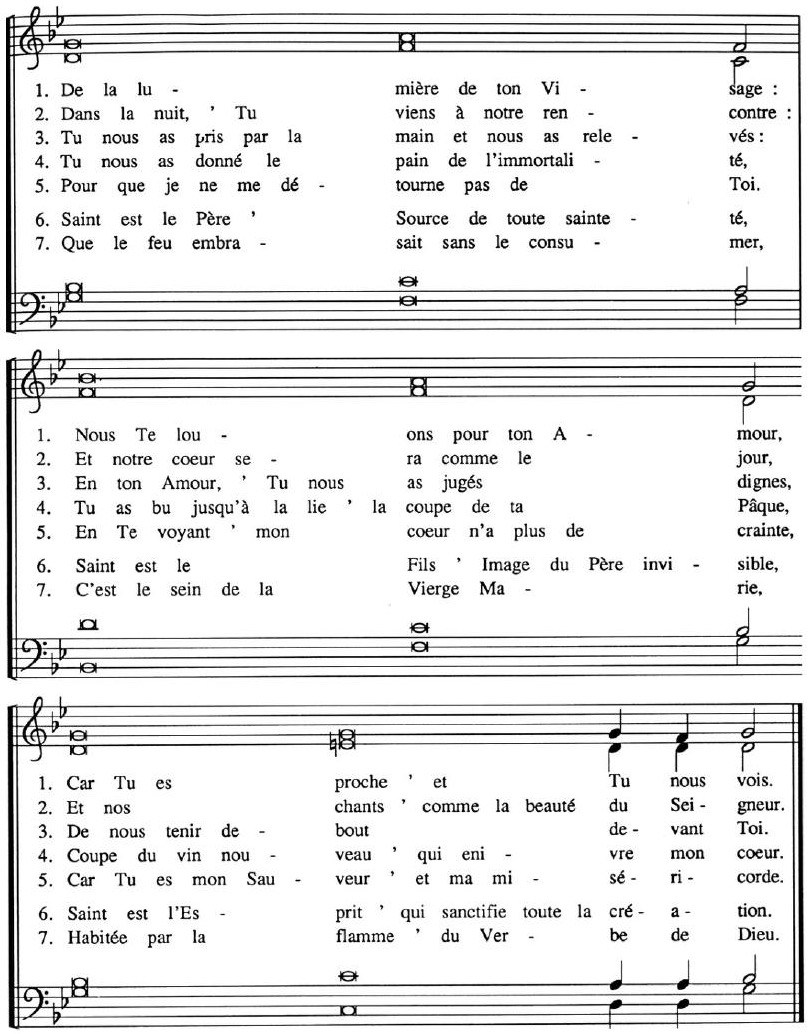 1. De la lu - mière de ton Vi - sage :
2. Dans la nuit, ' Tu viens à notre ren - contre :
3. Tu nous as pris par la main et nous as rele - vés :
4. Tu nous as donné le pain de l'immortali - té,
5. Pour que je ne me dé - tourne pas de Toi.
6. Saint est le Père ' Source de toute sainte - té,
7. Que le feu embra - sait sans le consu - mer,
1. Nous Te lou - ons pour ton A - mour,
2. Et notre coeur se - ra comme le jour,
3. En ton Amour, ' Tu nous as jugés dignes,
4. Tu as bu jusqu'à la lie ' la coupe de ta Pâque,
5. En Te voyant ' mon coeur n'a plus de crainte,
6. Saint est le Fils ' Image du Père invi - sible,
7. C'est le sein de la Vierge Ma - rie,
1. Car Tu es proche ' et Tu nous vois.
2. Et nos chants ' comme la beauté du Sei - gneur.
3. De nous tenir de - bout de - vant Toi.
4. Coupe du vin nou - veau ' qui eni - vre mon coeur.
5. Car Tu es mon Sau - veur ' et ma mi - sé - ri - corde.
6. Saint est l'Es - prit ' qui sanctifie toute la cré - a - tion.
7. Habitée par la flamme ' du Ver - be de Dieu.